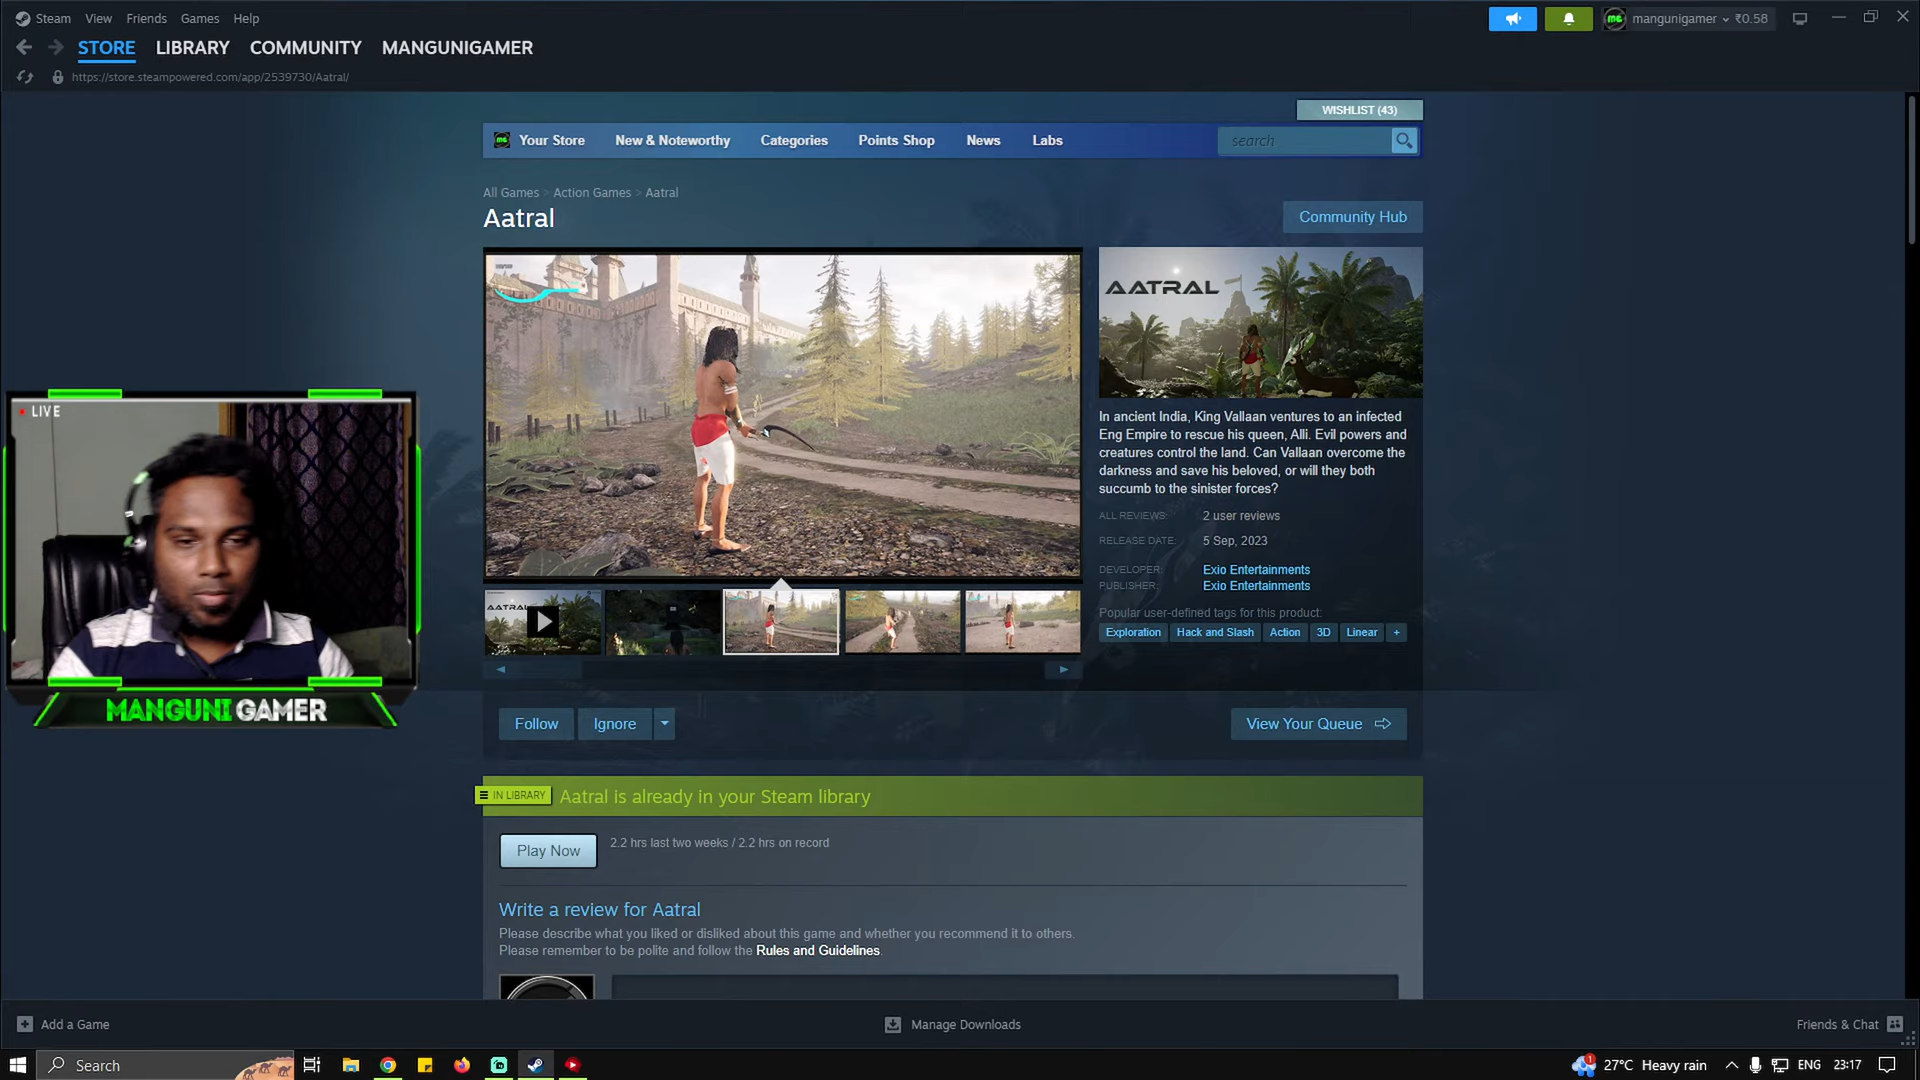 Steam View Friends Games Help
mangunigamer ₹0.58
STORE LIBRARY COMMUNITY MANGUNIGAMER
https://store.steampowered.com/app/2539730/Aatral/
WISHLIST (43)
Your Store New & Noteworthy Categories Points Shop News Labs search
All Games > Action Games > Aatral
Aatral
Community Hub
AATRAL
In ancient India, King Vallaan ventures to an infected
Eng Empire to rescue his queen, Alli. Evil powers and
creatures control the land. Can Vallaan overcome the
darkness and save his beloved, or will they both
succumb to the sinister forces?
ALL REVIEWS: 2 user reviews
RELEASE DATE: 5 Sep, 2023
DEVELOPER: Exio Entertainments
PUBLISHER: Exio Entertainments
Popular user-defined tags for this product:
Exploration Hack and Slash Action 3D Linear +
AATRAL
LIVE
MANGUNI GAMER
Follow Ignore View Your Queue
IN LIBRARY Aatral is already in your Steam library
Play Now 2.2 hrs last two weeks / 2.2 hrs on record
Write a review for Aatral
Please describe what you liked or disliked about this game and whether you recommend it to others.
Please remember to be polite and follow the Rules and Guidelines.
Add a Game Manage Downloads Friends & Chat
Search 1 27°C Heavy rain ENG 23:17